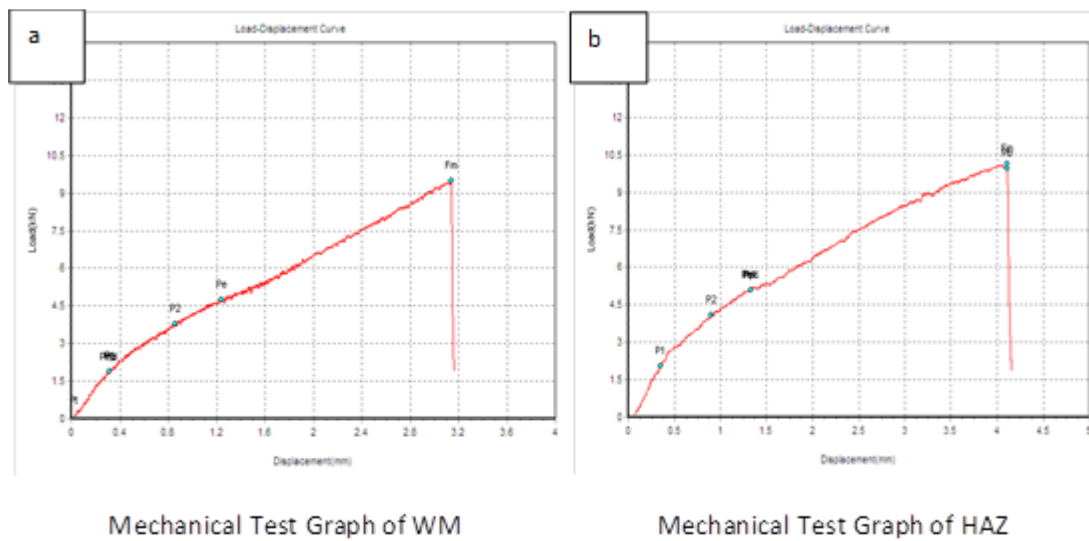 a
Load-Displacement Curve
Load(kN)
12
10.5
9
7.5
6
4.5
3
1.5
0
Fm
Pe
P2
0 0.4 0.8 1.2 1.6 2 2.4 2.8 3.2 3.6 4
Displacement(mm)
b
Load-Displacement Curve
Load(kN)
12
10.5
9
7.5
6
4.5
3
1.5
0
P2
P1
0 0.5 1 1.5 2 2.5 3 3.5 4 4.5 5
Displacement(mm)
Mechanical Test Graph of WM
Mechanical Test Graph of HAZ